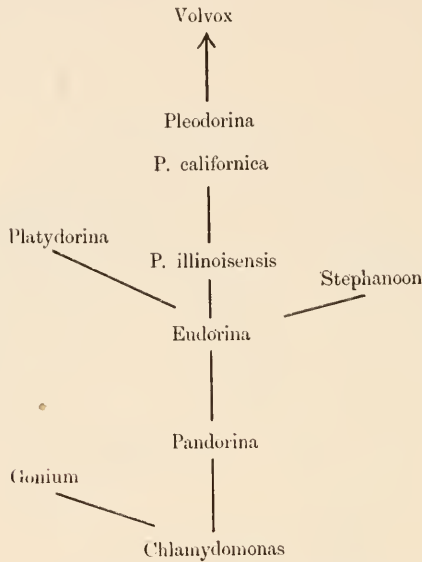 Volvox
Pleodorina
P. californica
Platydorina
P. illinoisensis
Stephanoon
Eudorina
Pandorina
Gonium
Chlamydomonas